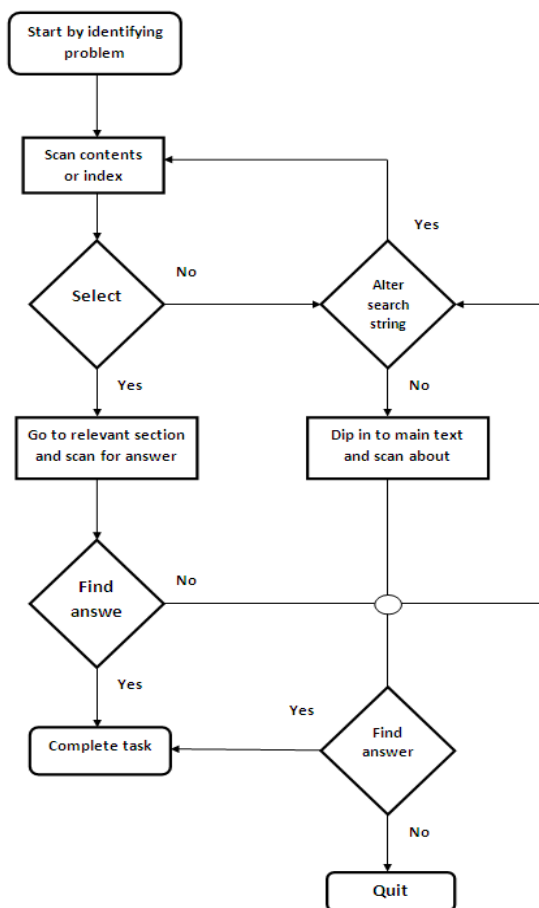 Start by identifying
problem
Scan contents
or index
Yes
No
Select
Alter
search
string
Yes
No
Go to relevant section
and scan for answer
Dip in to main text
and scan about
No
Find
answe
Yes
Yes
Complete task
Find
answer
No
Quit